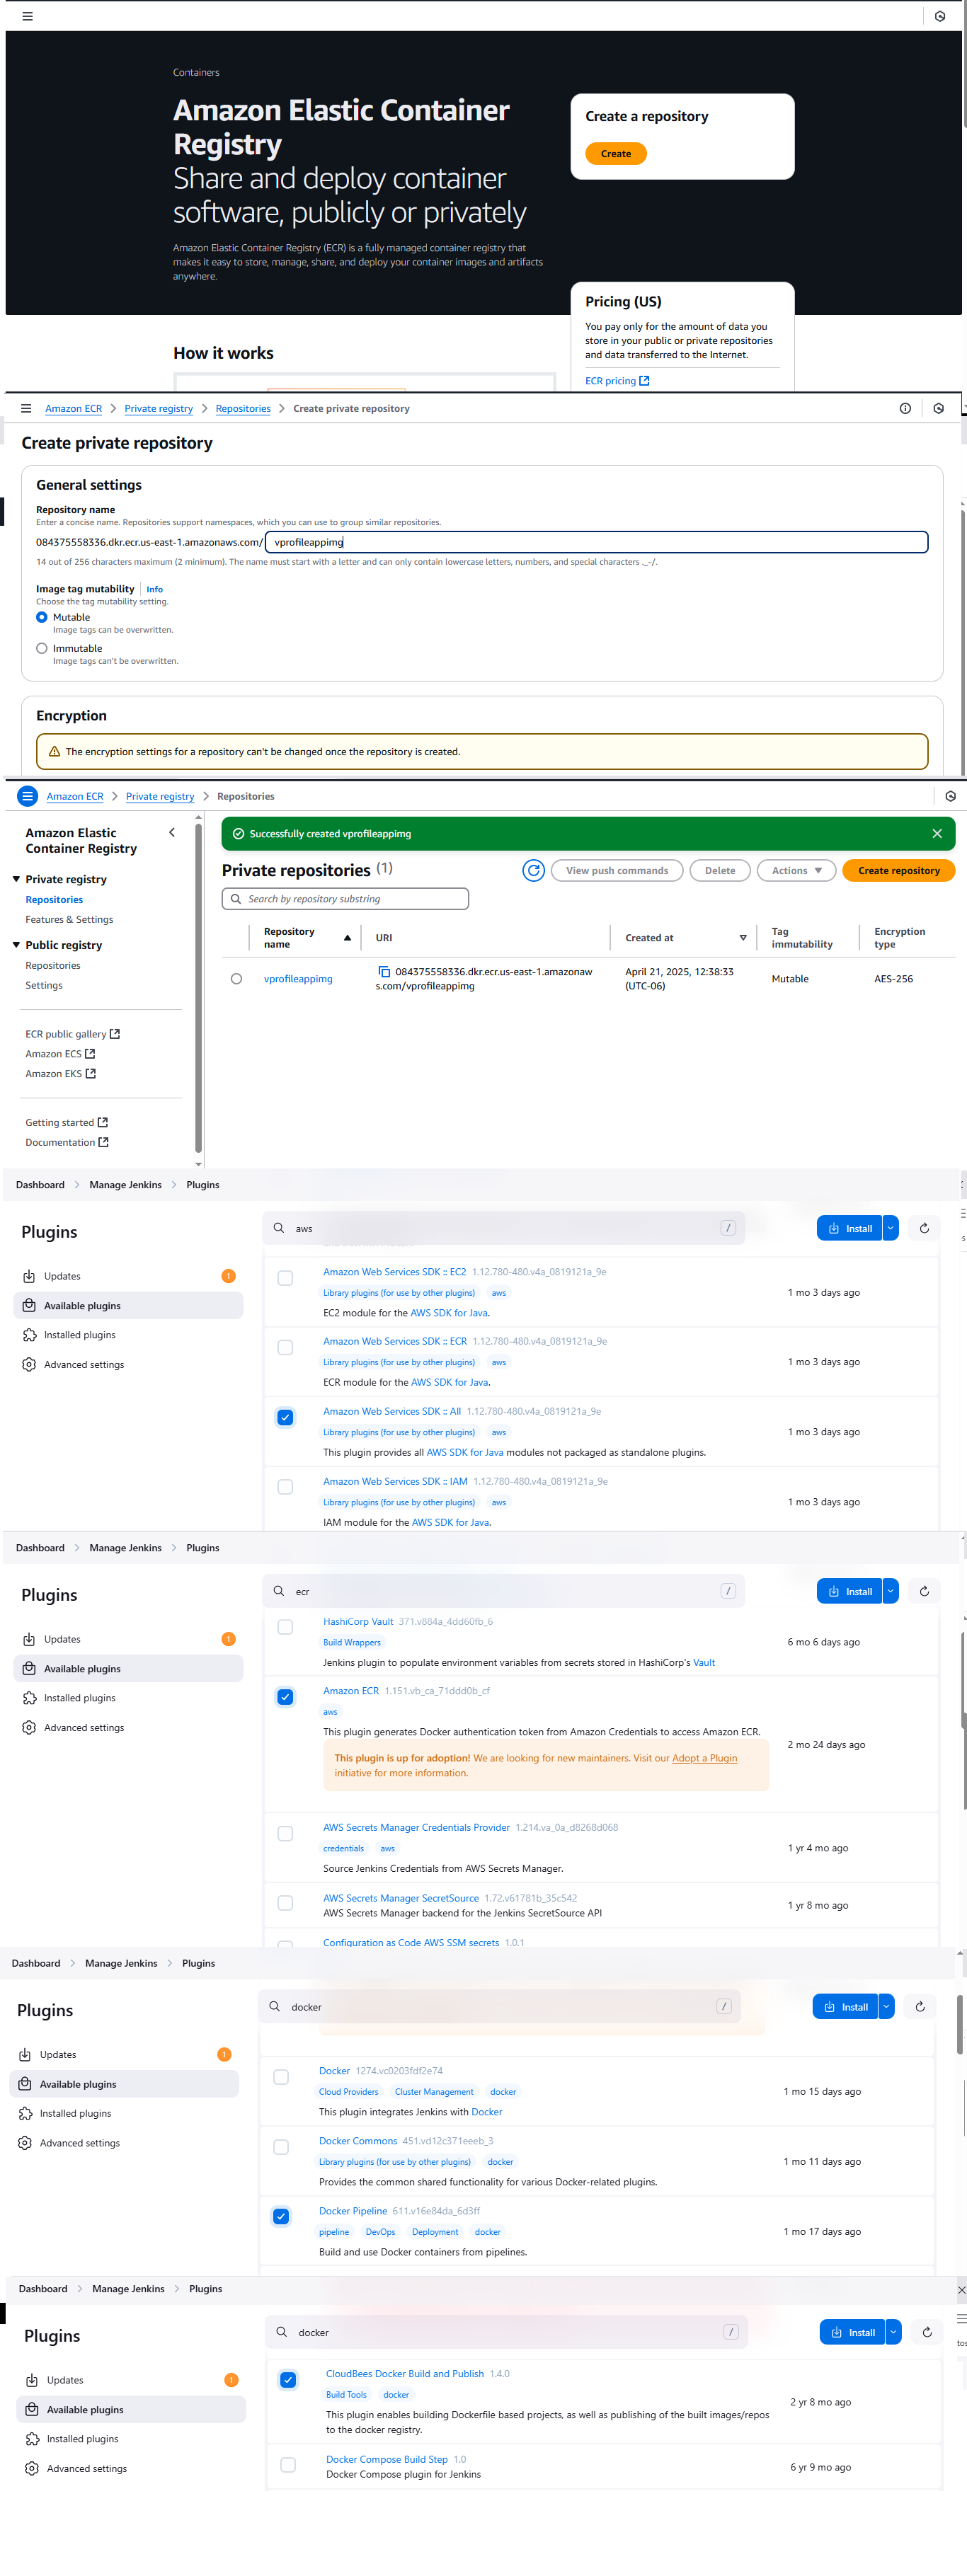 Containers
Amazon Elastic Container
Registry
Share and deploy container
software, publicly or privately
Amazon Elastic Container Registry (ECR) is a fully managed container registry that
makes it easy to store, manage, share, and deploy your container images and artifacts
anywhere.
Create a repository
Create
Pricing (US)
You pay only for the amount of data you
store in your public or private repositories
and data transferred to the Internet.
ECR pricing
How it works
Amazon ECR > Private registry > Repositories > Create private repository
Create private repository
General settings
Repository name
Enter a concise name. Repositories support namespaces, which you can use to group similar repositories.
084375558336.dkr.ecr.us-east-1.amazonaws.com/ vprofileappimg
14 out of 256 characters maximum (2 minimum). The name must start with a letter and can only contain lowercase letters, numbers, and special characters ._-/.
Image tag mutability Info
Choose the tag mutability setting.
Mutable
Image tags can be overwritten.
Immutable
Image tags can't be overwritten.
Encryption
The encryption settings for a repository can't be changed once the repository is created.
Amazon ECR > Private registry > Repositories
Amazon Elastic
Container Registry
Private registry
Repositories
Features & Settings
Public registry
Repositories
Settings
ECR public gallery
Amazon ECS
Amazon EKS
Getting started
Documentation
Successfully created vprofileappimg
Private repositories (1)
View push commands
Delete
Actions
Create repository
Search by repository substring
Repository
name
URI
Created at
Tag
immutability
Encryption
type
vprofileappimg
084375558336.dkr.ecr.us-east-1.amazonaw
s.com/vprofileappimg
April 21, 2025, 12:38:33
(UTC-06)
Mutable
AES-256
Dashboard > Manage Jenkins > Plugins
Plugins
Updates 1
Available plugins
Installed plugins
Advanced settings
aws /
Install
Amazon Web Services SDK :: EC2 1.12.780-480.v4a_0819121a_9e
Library plugins (for use by other plugins) aws
EC2 module for the AWS SDK for Java.
1 mo 3 days ago
Amazon Web Services SDK :: ECR 1.12.780-480.v4a_0819121a_9e
Library plugins (for use by other plugins) aws
ECR module for the AWS SDK for Java.
1 mo 3 days ago
Amazon Web Services SDK :: All 1.12.780-480.v4a_0819121a_9e
Library plugins (for use by other plugins) aws
This plugin provides all AWS SDK for Java modules not packaged as standalone plugins.
1 mo 3 days ago
Amazon Web Services SDK :: IAM 1.12.780-480.v4a_0819121a_9e
Library plugins (for use by other plugins) aws
IAM module for the AWS SDK for Java.
1 mo 3 days ago
Dashboard > Manage Jenkins > Plugins
Plugins
Updates 1
Available plugins
Installed plugins
Advanced settings
ecr /
Install
HashiCorp Vault 371.v884a_4dd60fb_6
Build Wrappers
Jenkins plugin to populate environment variables from secrets stored in HashiCorp's Vault
6 mo 6 days ago
Amazon ECR 1.151.vb_ca_71ddd0b_cf
aws
This plugin generates Docker authentication token from Amazon Credentials to access Amazon ECR.
This plugin is up for adoption! We are looking for new maintainers. Visit our Adopt a Plugin
initiative for more information.
2 mo 24 days ago
AWS Secrets Manager Credentials Provider 1.214.va_0a_d8268d068
credentials aws
Source Jenkins Credentials from AWS Secrets Manager.
1 yr 4 mo ago
AWS Secrets Manager SecretSource 1.72.v61781b_35c542
AWS Secrets Manager backend for the Jenkins SecretSource API
1 yr 8 mo ago
Configuration as Code AWS SSM secrets 1.0.1
Dashboard > Manage Jenkins > Plugins
Plugins
Updates 1
Available plugins
Installed plugins
Advanced settings
docker /
Install
Docker 1274.vc0203fdf2e74
Cloud Providers Cluster Management docker
This plugin integrates Jenkins with Docker
1 mo 15 days ago
Docker Commons 451.vd12c371eeeb_3
Library plugins (for use by other plugins) docker
Provides the common shared functionality for various Docker-related plugins.
1 mo 11 days ago
Docker Pipeline 611.v16e84da_6d3ff
pipeline DevOps Deployment docker
Build and use Docker containers from pipelines.
1 mo 17 days ago
Dashboard > Manage Jenkins > Plugins
Plugins
Updates 1
Available plugins
Installed plugins
Advanced settings
docker /
Install
CloudBees Docker Build and Publish 1.4.0
Build Tools docker
This plugin enables building Dockerfile based projects, as well as publishing of the built images/repos
to the docker registry.
2 yr 8 mo ago
Docker Compose Build Step 1.0
Docker Compose plugin for Jenkins
6 yr 9 mo ago